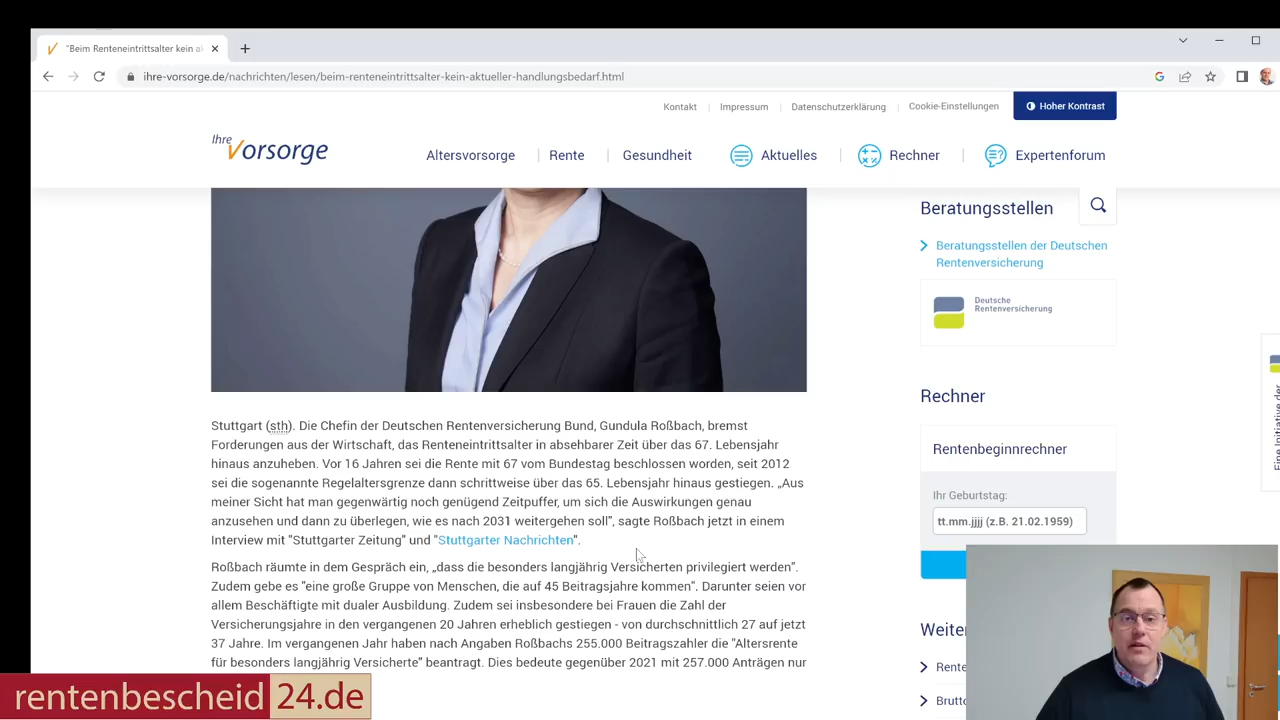 "Beim Renteneintrittsalter kein ak
ihre-vorsorge.de/nachrichten/lesen/beim-renteneintrittsalter-kein-aktueller-handlungsbedarf.html
Kontakt | Impressum | Datenschutzerklärung | Cookie-Einstellungen Hoher Kontrast
Ihre Vorsorge
Altersvorsorge | Rente | Gesundheit Aktuelles | Rechner | Expertenforum
Beratungsstellen
Beratungsstellen der Deutschen
Rentenversicherung
Deutsche
Rentenversicherung
Eine Initiative der
Rechner
Rentenbeginnrechner
Ihr Geburtstag:
tt.mm.jjjj (z.B. 21.02.1959)
Weiter
Rente
Brutto
Stuttgart (sth). Die Chefin der Deutschen Rentenversicherung Bund, Gundula Roßbach, bremst
Forderungen aus der Wirtschaft, das Renteneintrittsalter in absehbarer Zeit über das 67. Lebensjahr
hinaus anzuheben. Vor 16 Jahren sei die Rente mit 67 vom Bundestag beschlossen worden, seit 2012
sei die sogenannte Regelaltersgrenze dann schrittweise über das 65. Lebensjahr hinaus gestiegen. „Aus
meiner Sicht hat man gegenwärtig noch genügend Zeitpuffer, um sich die Auswirkungen genau
anzusehen und dann zu überlegen, wie es nach 2031 weitergehen soll", sagte Roßbach jetzt in einem
Interview mit "Stuttgarter Zeitung" und "Stuttgarter Nachrichten".
Roßbach räumte in dem Gespräch ein, „dass die besonders langjährig Versicherten privilegiert werden”.
Zudem gebe es "eine große Gruppe von Menschen, die auf 45 Beitragsjahre kommen". Darunter seien vor
allem Beschäftigte mit dualer Ausbildung. Zudem sei insbesondere bei Frauen die Zahl der
Versicherungsjahre in den vergangenen 20 Jahren erheblich gestiegen - von durchschnittlich 27 auf jetzt
37 Jahre. Im vergangenen Jahr haben nach Angaben Roßbachs 255.000 Beitragszahler die "Altersrente
für besonders langjährig Versicherte" beantragt. Dies bedeute gegenüber 2021 mit 257.000 Anträgen nur
rentenbescheid 24.de